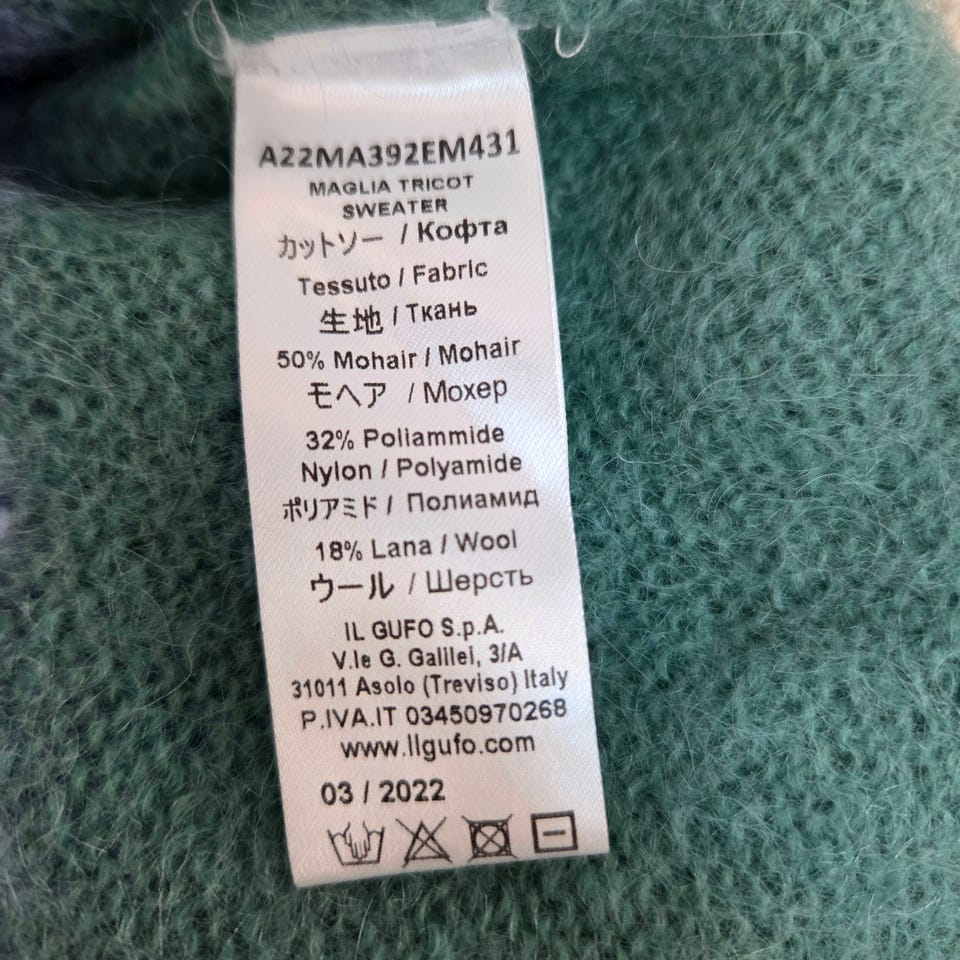 A22MA392EM431
MAGLIA TRICOT
SWEATER
カットソー / Кофта
Tessuto / Fabric
生地 / Ткань
50% Mohair / Mohair
モヘア / Мохер
32% Poliammide
Nylon / Polyamide
ポリアミド / Полиамид
18% Lana / Wool
ウール / Шерсть
IL GUFO S.p.A.
V.le G. Galilei, 3/A
31011 Asolo (Treviso) Italy
P.IVA.IT 03450970268
www.ilgufo.com
03 / 2022